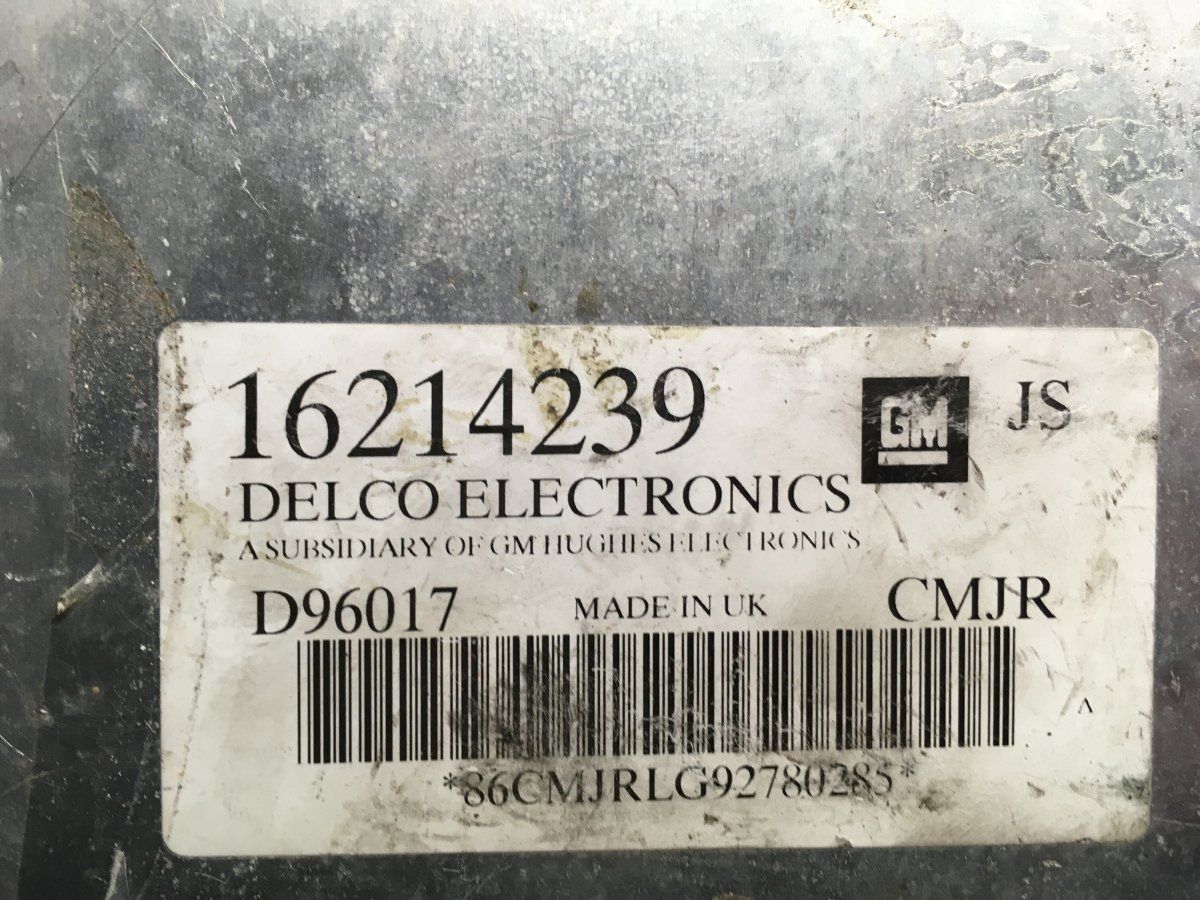 16214239
GM
JS
DELCO ELECTRONICS
A SUBSIDIARY OF GM HUGHES ELECTRONICS
D96017
MADE IN UK
CMJR
^
*86CMJRLG92780285*